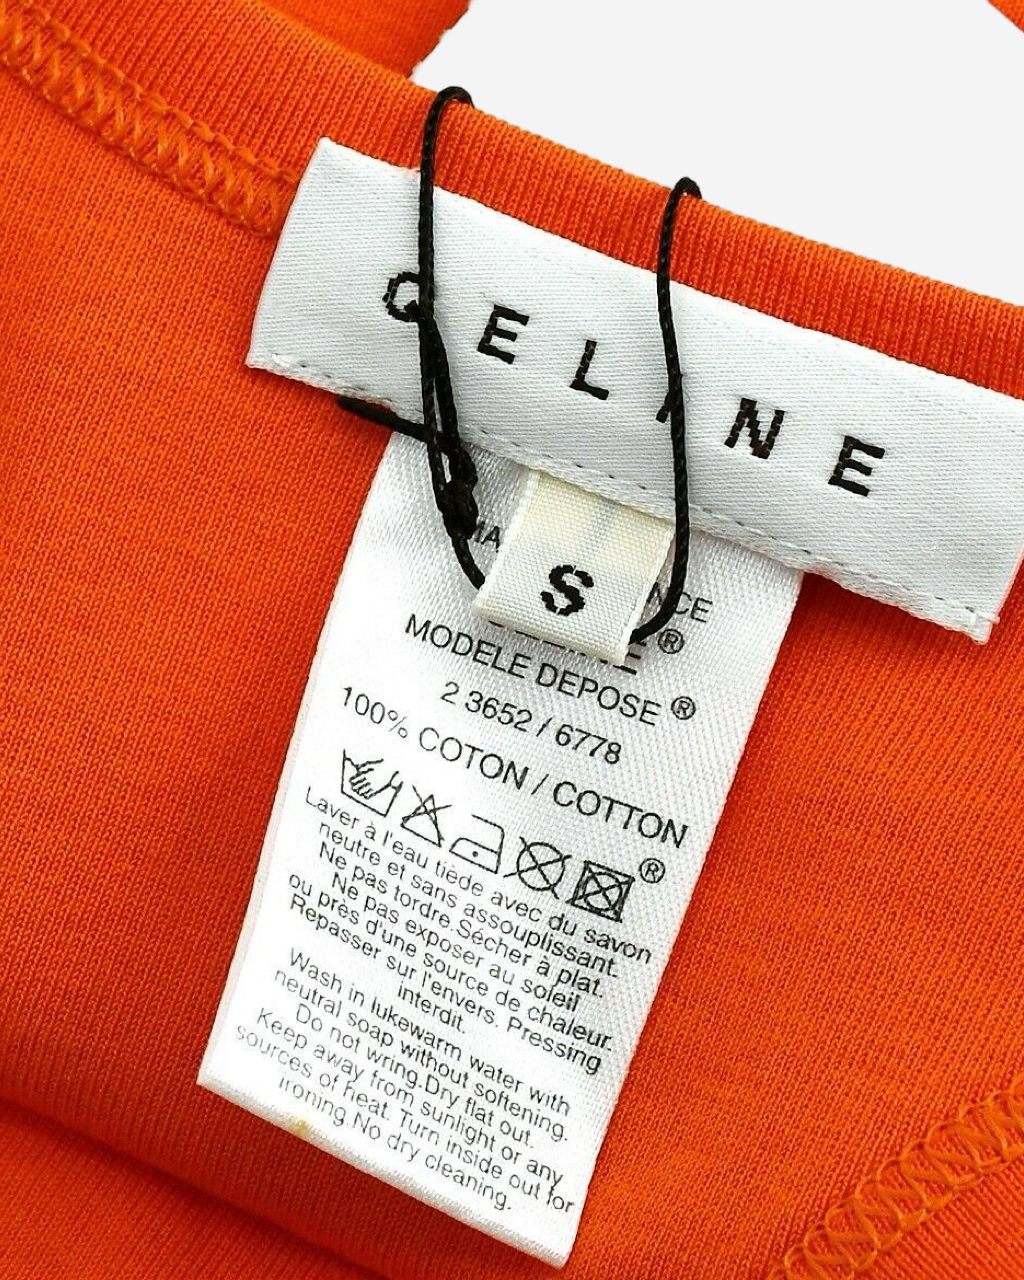 CELINE
S
MODELE DEPOSE ®
2 3652 / 6778
100% COTON / COTTON
®
Laver à l'eau tiède avec du savon
neutre et sans assouplissant.
Ne pas tordre.Sécher à plat.
Ne pas exposer au soleil
ou près d'une source de chaleur.
Repasser sur l'envers. Pressing
interdit.
Wash in lukewarm water with
neutral soap without softening.
Do not wring.Dry flat out.
Keep away from sunlight or any
sources of heat. Turn inside out for
ironing.No dry cleaning.